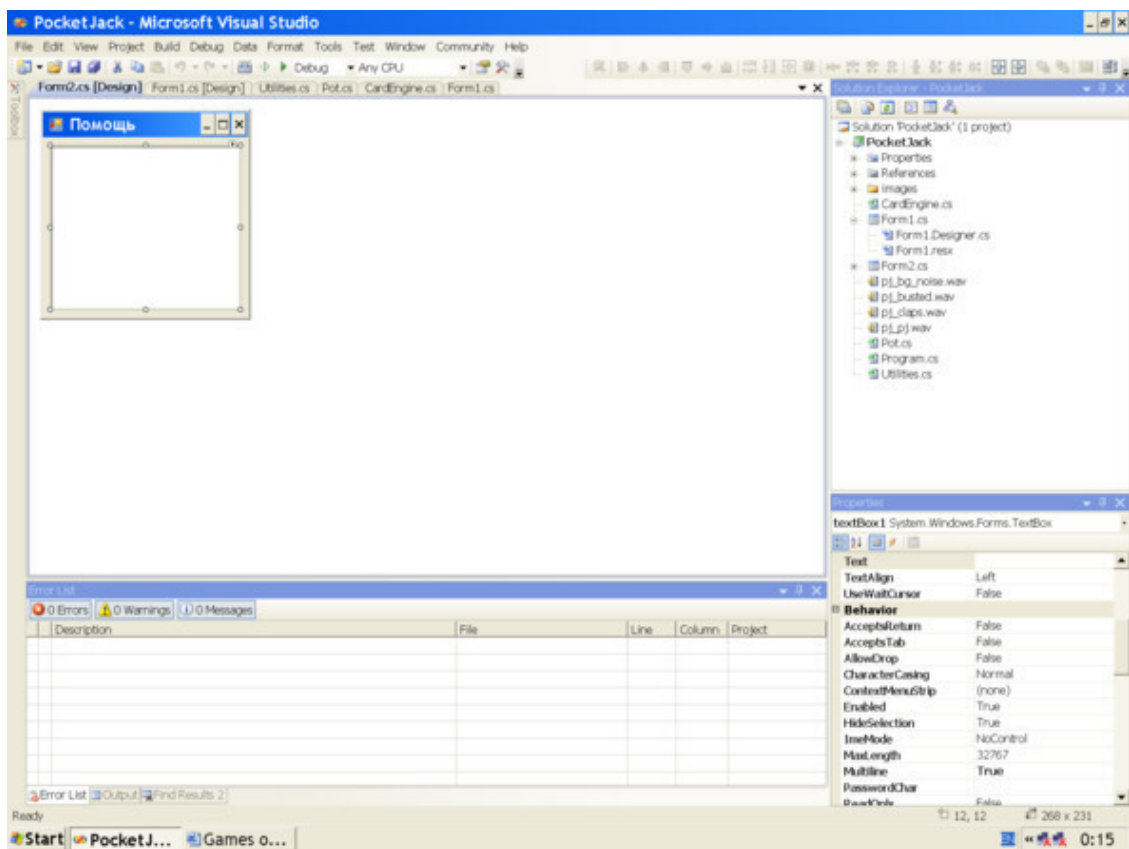 PocketJack - Microsoft Visual Studio
File Edit View Project Build Debug Data Format Tools Test Window Community Help
Debug Any CPU
Form2.cs [Design] Form1.cs [Design] Utilities.cs Pot.cs CardEngine.cs Form1.cs
Toolbox
Помощь
Solution Explorer - PocketJack
Solution 'PocketJack' (1 project)
PocketJack
Properties
References
images
CardEngine.cs
Form1.cs
Form1.Designer.cs
Form1.resx
Form2.cs
pj_bg_noise.wav
pj_busted.wav
pj_claps.wav
pj_pj.wav
Pot.cs
Program.cs
Utilities.cs
Properties
textBox1 System.Windows.Forms.TextBox
Text
TextAlign Left
UseWaitCursor False
Behavior
AcceptsReturn False
AcceptsTab False
AllowDrop False
CharacterCasing Normal
ContextMenuStrip (none)
Enabled True
HideSelection True
ImeMode NoControl
MaxLength 32767
Multiline True
PasswordChar
ReadOnly False
Error List
0 Errors 0 Warnings 0 Messages
Description File Line Column Project
Error List Output Find Results 2
Ready 12, 12 268 x 231
Start PocketJ... Games o... 0:15